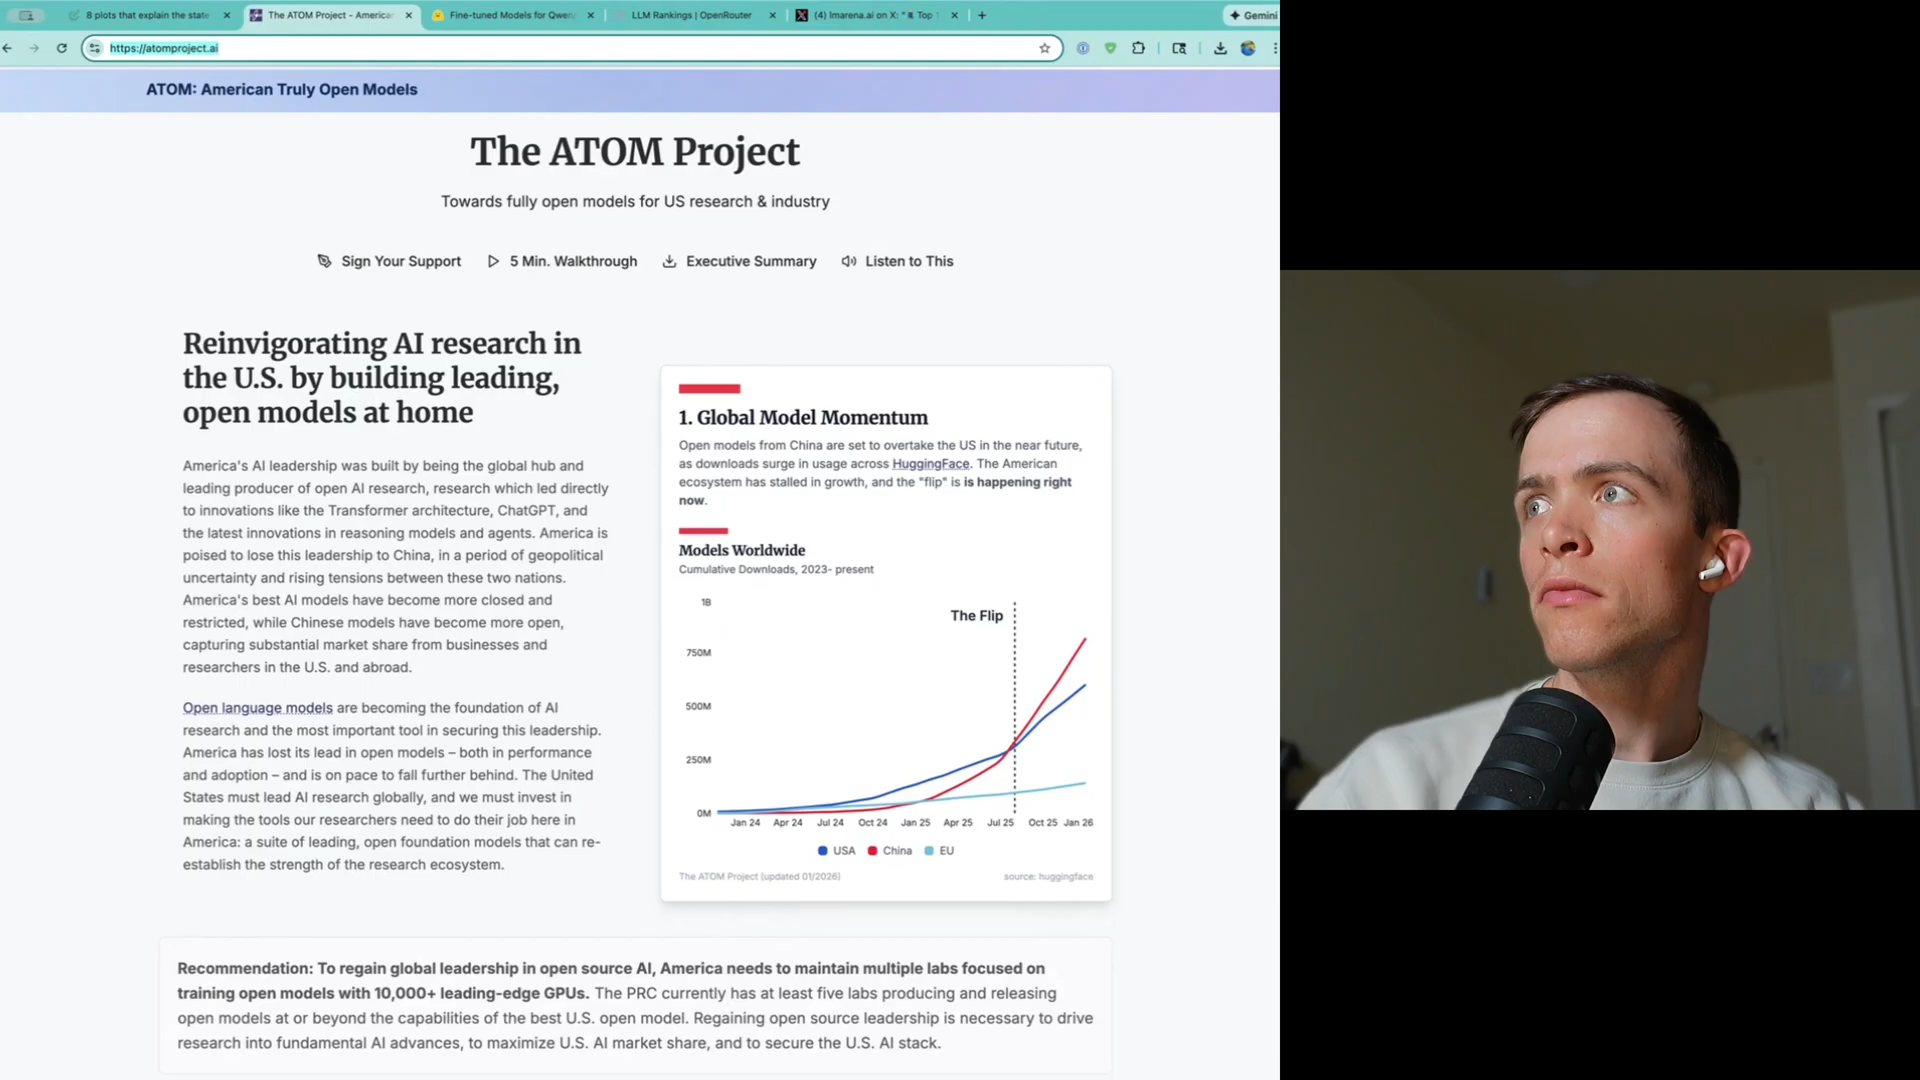 8 plots that explain the state
The ATOM Project - American
Fine-tuned Models for Qwen
LLM Rankings | OpenRouter
(4) lmarena.ai on X: "
Top
Gemini
https://atomproject.ai
ATOM: American Truly Open Models
The ATOM Project
Towards fully open models for US research & industry
Sign Your Support
5 Min. Walkthrough
Executive Summary
Listen to This
Reinvigorating AI research in
the U.S. by building leading,
open models at home
America's AI leadership was built by being the global hub and
leading producer of open AI research, research which led directly
to innovations like the Transformer architecture, ChatGPT, and
the latest innovations in reasoning models and agents. America is
poised to lose this leadership to China, in a period of geopolitical
uncertainty and rising tensions between these two nations.
America's best AI models have become more closed and
restricted, while Chinese models have become more open,
capturing substantial market share from businesses and
researchers in the U.S. and abroad.
Open language models are becoming the foundation of AI
research and the most important tool in securing this leadership.
America has lost its lead in open models – both in performance
and adoption – and is on pace to fall further behind. The United
States must lead AI research globally, and we must invest in
making the tools our researchers need to do their job here in
America: a suite of leading, open foundation models that can re-
establish the strength of the research ecosystem.
1. Global Model Momentum
Open models from China are set to overtake the US in the near future,
as downloads surge in usage across HuggingFace. The American
ecosystem has stalled in growth, and the "flip" is is happening right
now.
Models Worldwide
Cumulative Downloads, 2023- present
1B
The Flip
750M
500M
250M
0M
Jan 24 Apr 24 Jul 24 Oct 24 Jan 25 Apr 25 Jul 25 Oct 25 Jan 26
USA China EU
The ATOM Project (updated 01/2026)
source: huggingface
Recommendation: To regain global leadership in open source AI, America needs to maintain multiple labs focused on
training open models with 10,000+ leading-edge GPUs. The PRC currently has at least five labs producing and releasing
open models at or beyond the capabilities of the best U.S. open model. Regaining open source leadership is necessary to drive
research into fundamental AI advances, to maximize U.S. AI market share, and to secure the U.S. AI stack.